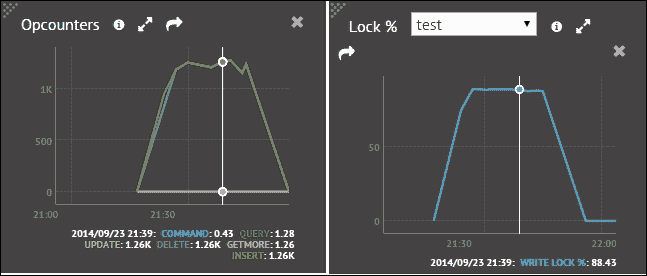 Opcounters
1K
500
0
21:00
21:30
2014/09/23 21:39: COMMAND: 0.43 QUERY: 1.28
UPDATE: 1.26K DELETE: 1.26K GETMORE: 1.26
INSERT: 1.26K
Lock % test
50
0
21:30
22:00
2014/09/23 21:39: WRITE LOCK %: 88.43